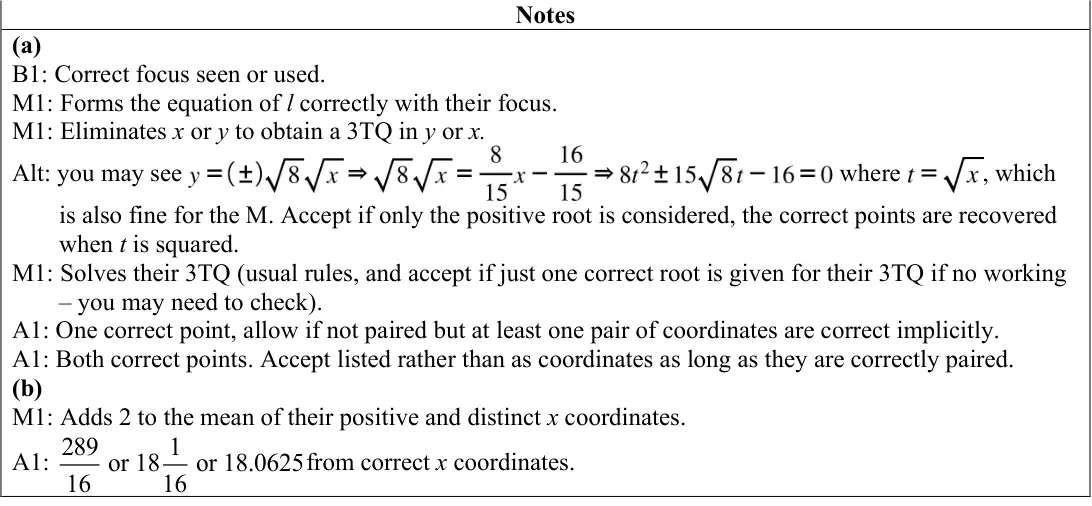 Notes
(a)
B1: Correct focus seen or used.
M1: Forms the equation of l correctly with their focus.
M1: Eliminates x or y to obtain a 3TQ in y or x.
Alt: you may see y = (±)√8√x ⇒ √8√x = 8/15 x − 16/15 ⇒ 8t² ± 15√8t − 16 = 0 where t = √x, which
is also fine for the M. Accept if only the positive root is considered, the correct points are recovered
when t is squared.
M1: Solves their 3TQ (usual rules, and accept if just one correct root is given for their 3TQ if no working
– you may need to check).
A1: One correct point, allow if not paired but at least one pair of coordinates are correct implicitly.
A1: Both correct points. Accept listed rather than as coordinates as long as they are correctly paired.
(b)
M1: Adds 2 to the mean of their positive and distinct x coordinates.
A1: 289/16 or 18 1/16 or 18.0625 from correct x coordinates.